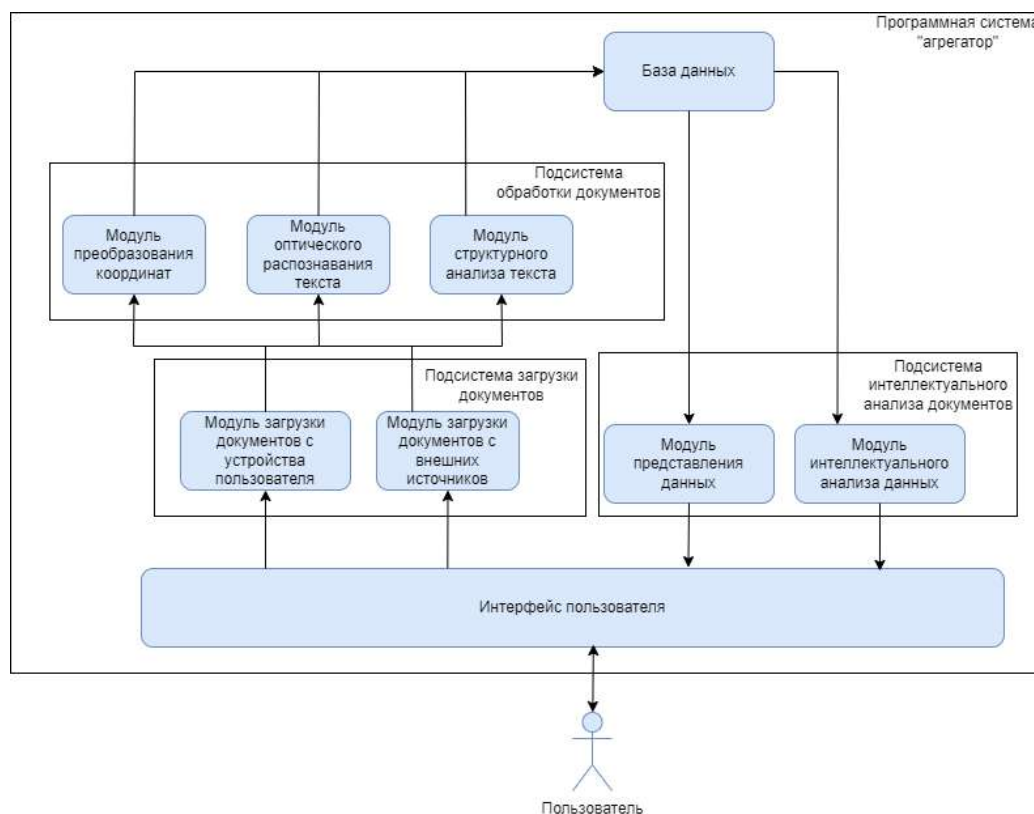 Программная система
"агрегатор"
База данных
Подсистема
обработки документов
Модуль
преобразования
координат
Модуль
оптического
распознавания
текста
Модуль
структурного
анализа текста
Подсистема загрузки
документов
Модуль загрузки
документов с
устройства
пользователя
Модуль загрузки
документов с
внешних
источников
Подсистема
интеллектуального
анализа документов
Модуль
представления
данных
Модуль
интеллектуального
анализа данных
Интерфейс пользователя
Пользователь